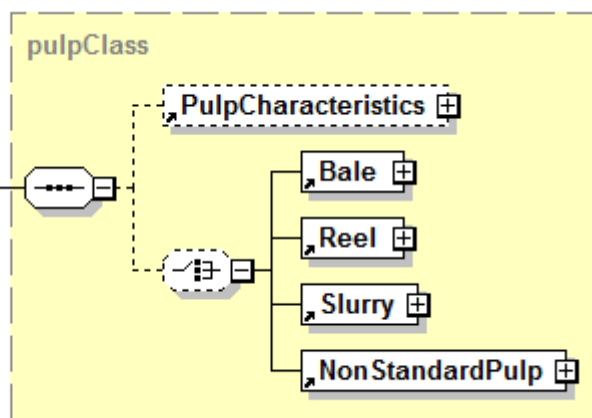 pulpClass
PulpCharacteristics
Bale
Reel
Slurry
NonStandardPulp